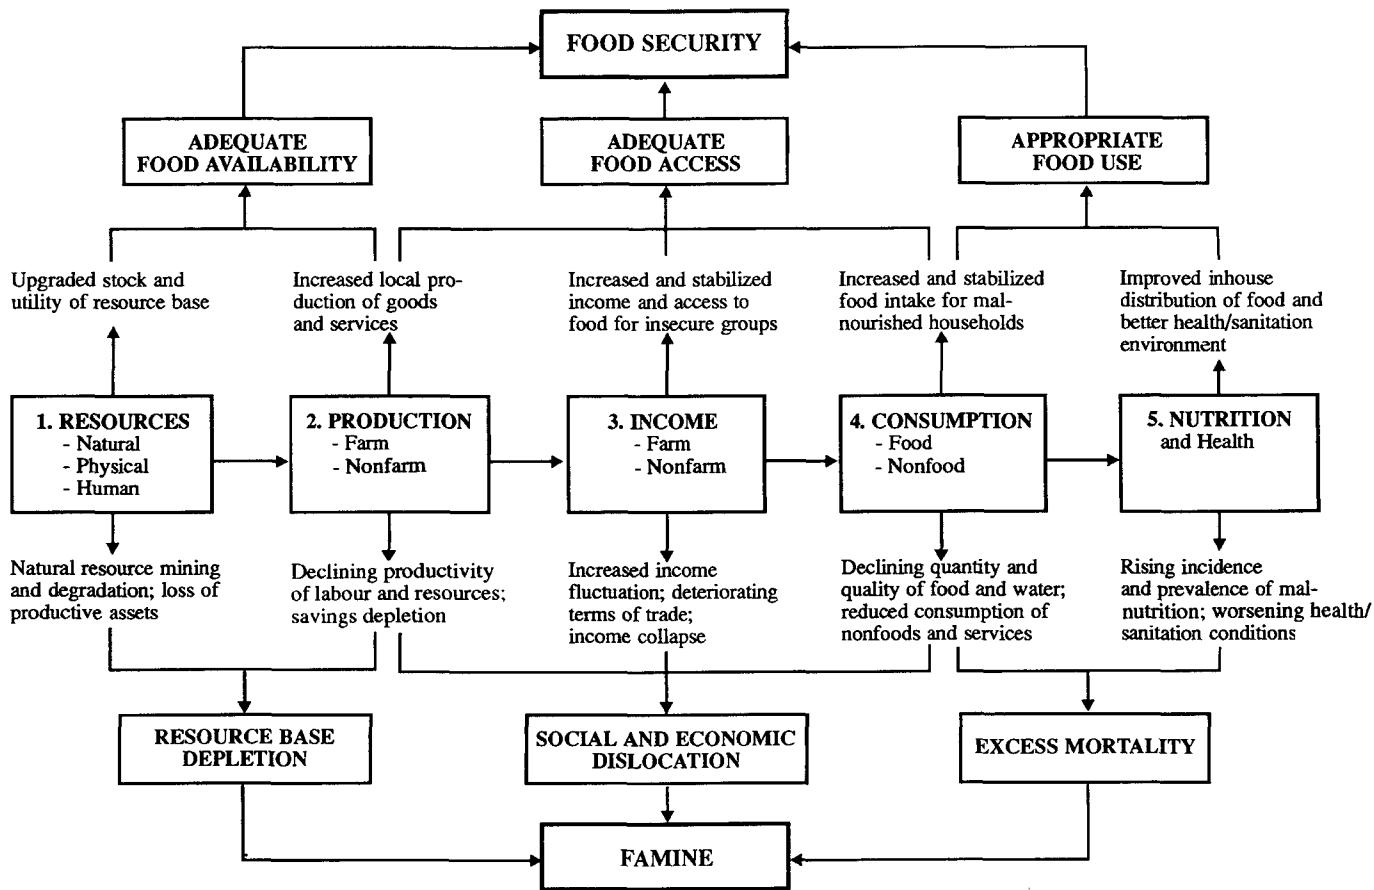 FOOD SECURITY
ADEQUATE
FOOD AVAILABILITY
ADEQUATE
FOOD ACCESS
APPROPRIATE
FOOD USE
Upgraded stock and
utility of resource base
Increased local pro-
duction of goods
and services
Increased and stabilized
income and access to
food for insecure groups
Increased and stabilized
food intake for mal-
nourished households
Improved inhouse
distribution of food and
better health/sanitation
environment
1. RESOURCES
- Natural
- Physical
- Human
2. PRODUCTION
- Farm
- Nonfarm
3. INCOME
- Farm
- Nonfarm
4. CONSUMPTION
- Food
- Nonfood
5. NUTRITION
and Health
Natural resource mining
and degradation; loss of
productive assets
Declining productivity
of labour and resources;
savings depletion
Increased income
fluctuation; deteriorating
terms of trade;
income collapse
Declining quantity and
quality of food and water;
reduced consumption of
nonfoods and services
Rising incidence
and prevalence of mal-
nutrition; worsening health/
sanitation conditions
RESOURCE BASE
DEPLETION
SOCIAL AND ECONOMIC
DISLOCATION
EXCESS MORTALITY
FAMINE